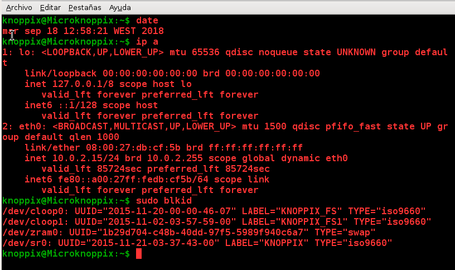 Archivo Editar Pestañas Ayuda
knoppix@Microknoppix:~$ date
mar sep 18 12:58:21 WEST 2018
knoppix@Microknoppix:~$ ip a
1: lo: <LOOPBACK,UP,LOWER_UP> mtu 65536 qdisc noqueue state UNKNOWN group defaul
t
link/loopback 00:00:00:00:00:00 brd 00:00:00:00:00:00
inet 127.0.0.1/8 scope host lo
valid_lft forever preferred_lft forever
inet6 ::1/128 scope host
valid_lft forever preferred_lft forever
2: eth0: <BROADCAST,MULTICAST,UP,LOWER_UP> mtu 1500 qdisc pfifo_fast state UP gr
oup default qlen 1000
link/ether 08:00:27:db:cf:5b brd ff:ff:ff:ff:ff:ff
inet 10.0.2.15/24 brd 10.0.2.255 scope global dynamic eth0
valid_lft 85724sec preferred_lft 85724sec
inet6 fe80::a00:27ff:fedb:cf5b/64 scope link
valid_lft forever preferred_lft forever
knoppix@Microknoppix:~$ sudo blkid
/dev/cloop0: UUID="2015-11-20-00-00-46-07" LABEL="KNOPPIX_FS" TYPE="iso9660"
/dev/cloop1: UUID="2015-11-02-03-57-59-00" LABEL="KNOPPIX_FS1" TYPE="iso9660"
/dev/zram0: UUID="1b29d704-c48b-40dd-97f5-5989f940c6a7" TYPE="swap"
/dev/sr0: UUID="2015-11-21-03-37-43-00" LABEL="KNOPPIX" TYPE="iso9660"
knoppix@Microknoppix:~$